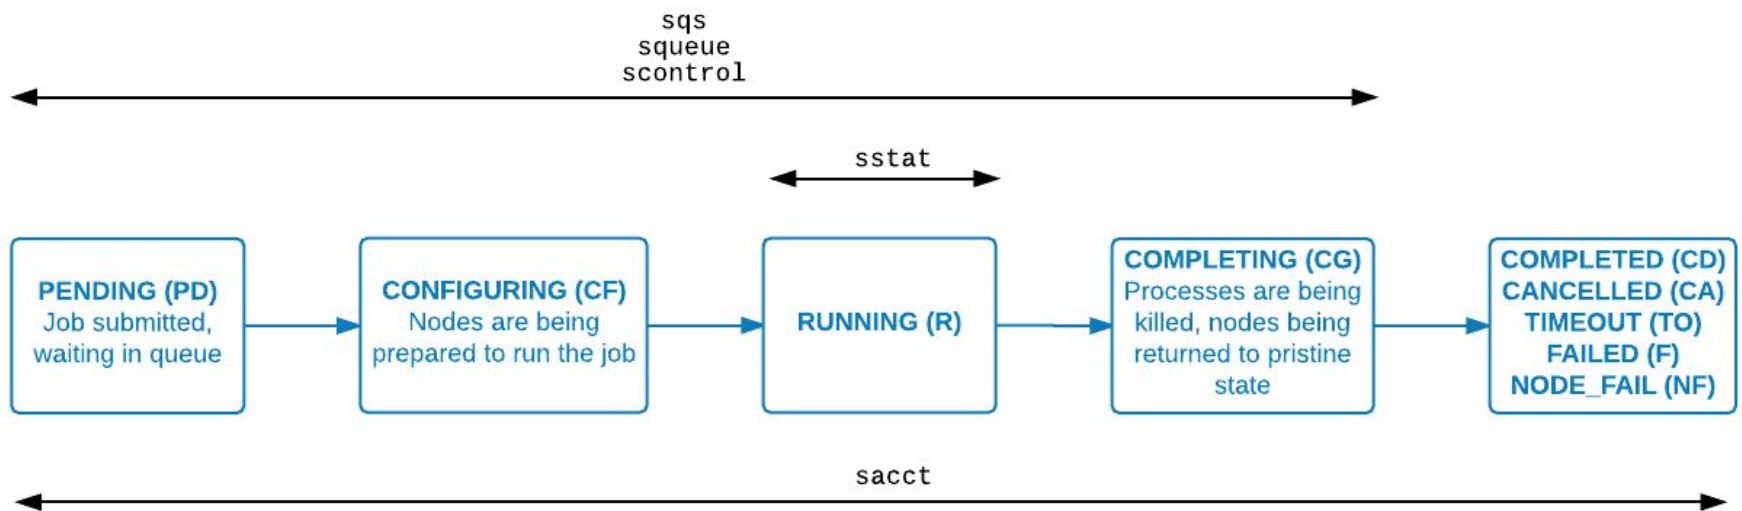 sqs
squeue
scontrol
sstat
PENDING (PD)
Job submitted,
waiting in queue
CONFIGURING (CF)
Nodes are being
prepared to run the job
RUNNING (R)
COMPLETING (CG)
Processes are being
killed, nodes being
returned to pristine
state
COMPLETED (CD)
CANCELLED (CA)
TIMEOUT (TO)
FAILED (F)
NODE_FAIL (NF)
sacct